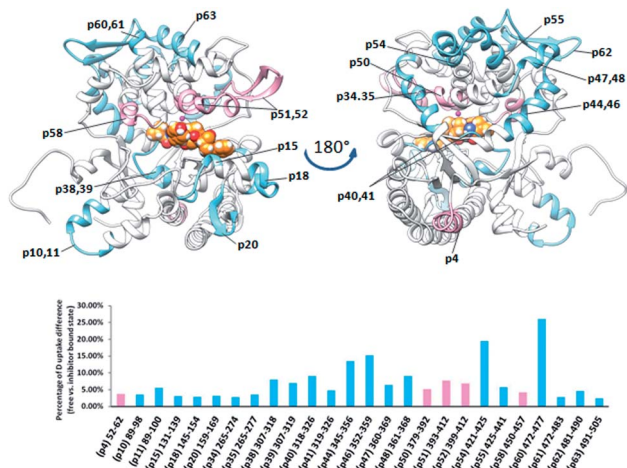 p60,61
p63
p51,52
p58
p15
p38,39
p18
p10,11
p20
180°
p55
p54
p62
p50
p47,48
p34.35
p44,46
p40,41
p4
Percentage of D uptake difference
(free vs. inhibitor bound state)
30.00%
25.00%
20.00%
15.00%
10.00%
5.00%
0.00%
(p4) 52-62
(p10) 89-98
(p11) 89-100
(p15) 131-139
(p18) 145-154
(p20) 159-169
(p34) 265-274
(p35) 265-277
(p38) 307-318
(p39) 307-319
(p40) 318-326
(p41) 319-326
(p44) 345-356
(p46) 352-359
(p47) 360-369
(p48) 361-368
(p50) 379-392
(p51) 393-412
(p52) 399-412
(p54) 421-425
(p55) 425-441
(p58) 450-457
(p60) 472-477
(p61) 472-483
(p62) 481-490
(p63) 491-505